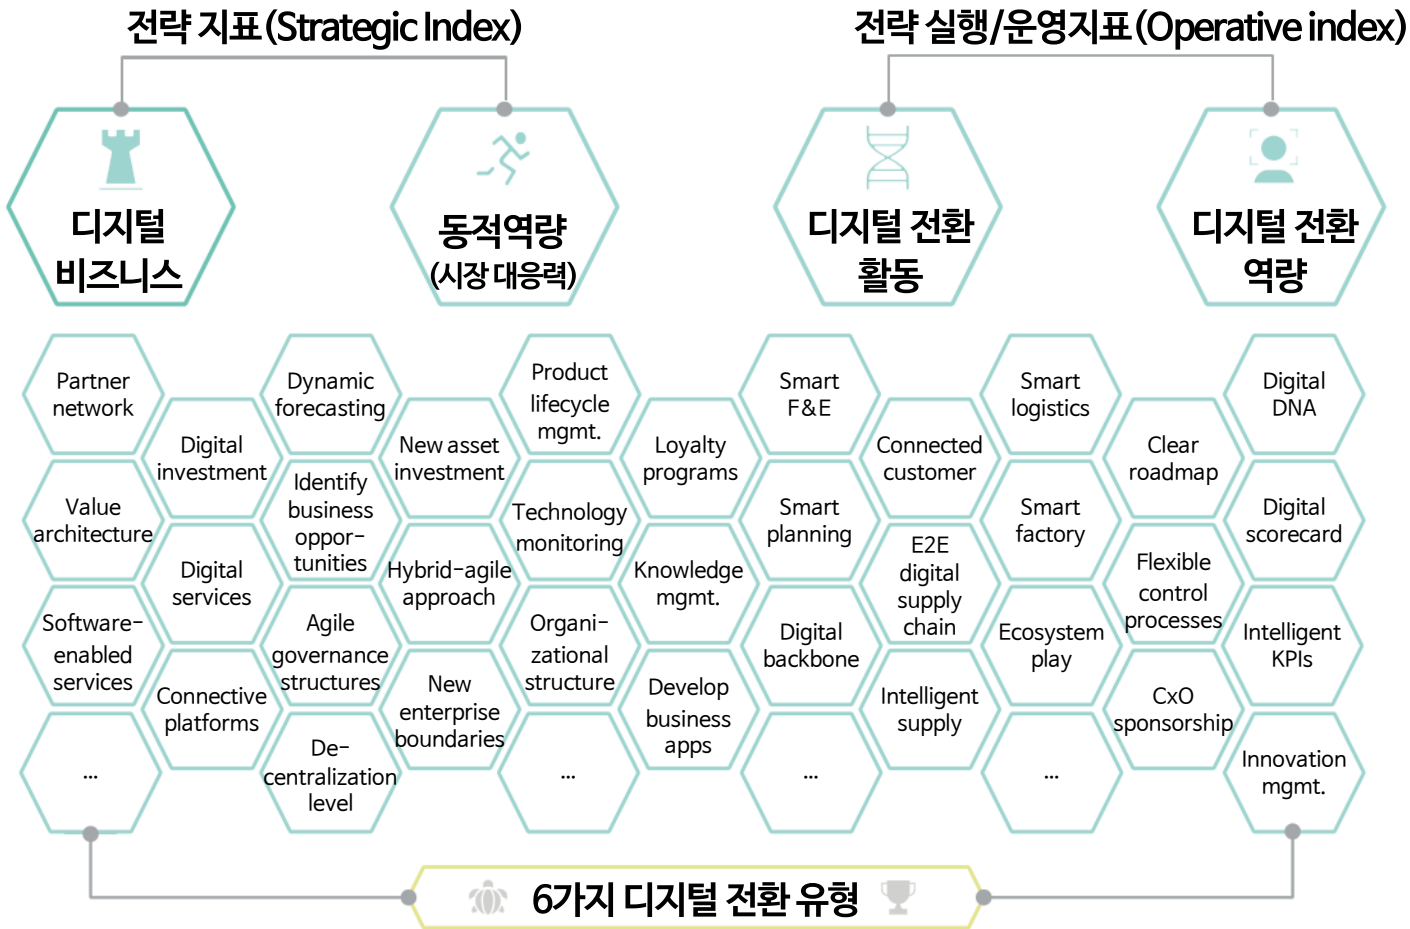 전략 지표(Strategic Index)
전략 실행/운영지표(Operative index)
디지털
비즈니스
동적역량
(시장 대응력)
디지털 전환
활동
디지털 전환
역량
Partner
network
Value
architecture
Software-
enabled
services
...
Digital
investment
Digital
services
Connective
platforms
Dynamic
forecasting
Identify
business
oppor-
tunities
Agile
governance
structures
De-
centralization
level
New asset
investment
Hybrid-agile
approach
New
enterprise
boundaries
Product
lifecycle
mgmt.
Technology
monitoring
Organi-
zational
structure
...
Loyalty
programs
Knowledge
mgmt.
Develop
business
apps
Smart
F&E
Smart
planning
Digital
backbone
...
Connected
customer
E2E
digital
supply
chain
Intelligent
supply
Smart
logistics
Smart
factory
Ecosystem
play
...
Clear
roadmap
Flexible
control
processes
CxO
sponsorship
Digital
DNA
Digital
scorecard
Intelligent
KPIs
Innovation
mgmt.
6가지 디지털 전환 유형